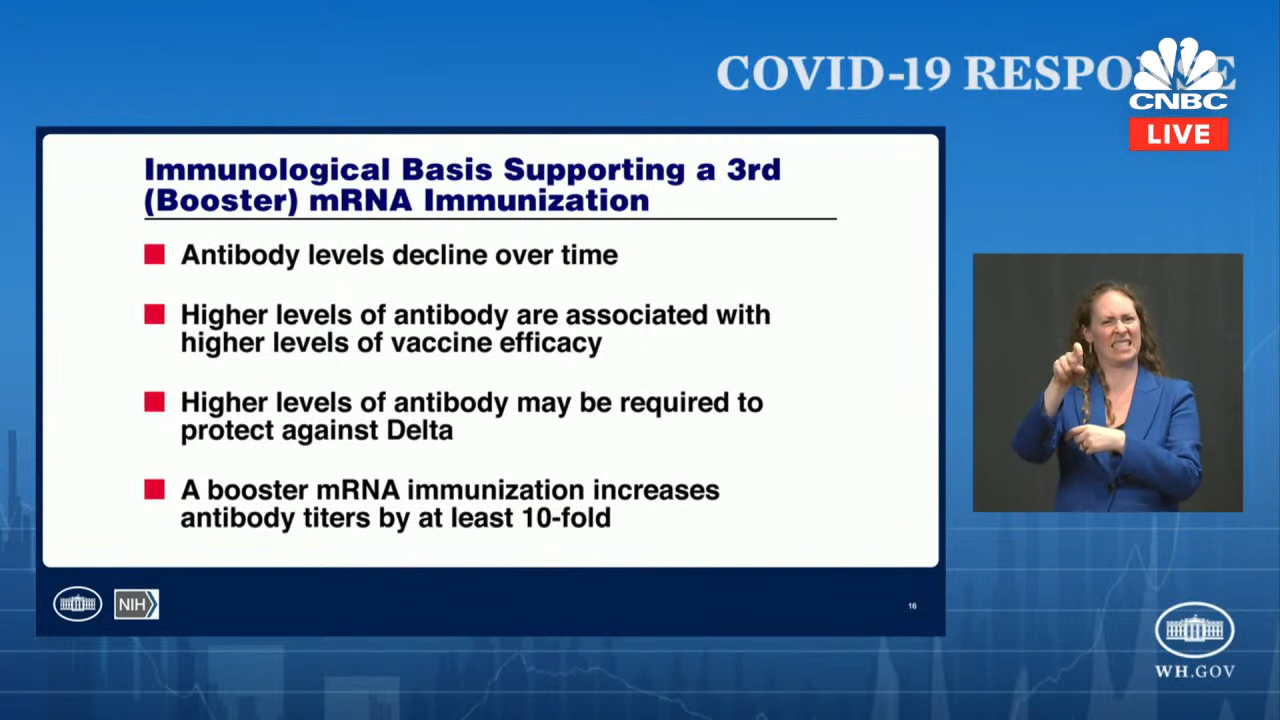 COVID-19 RESPONSE
CNBC
LIVE
Immunological Basis Supporting a 3rd
(Booster) mRNA Immunization
Antibody levels decline over time
Higher levels of antibody are associated with
higher levels of vaccine efficacy
Higher levels of antibody may be required to
protect against Delta
A booster mRNA immunization increases
antibody titers by at least 10-fold
NIH
16
WH.GOV